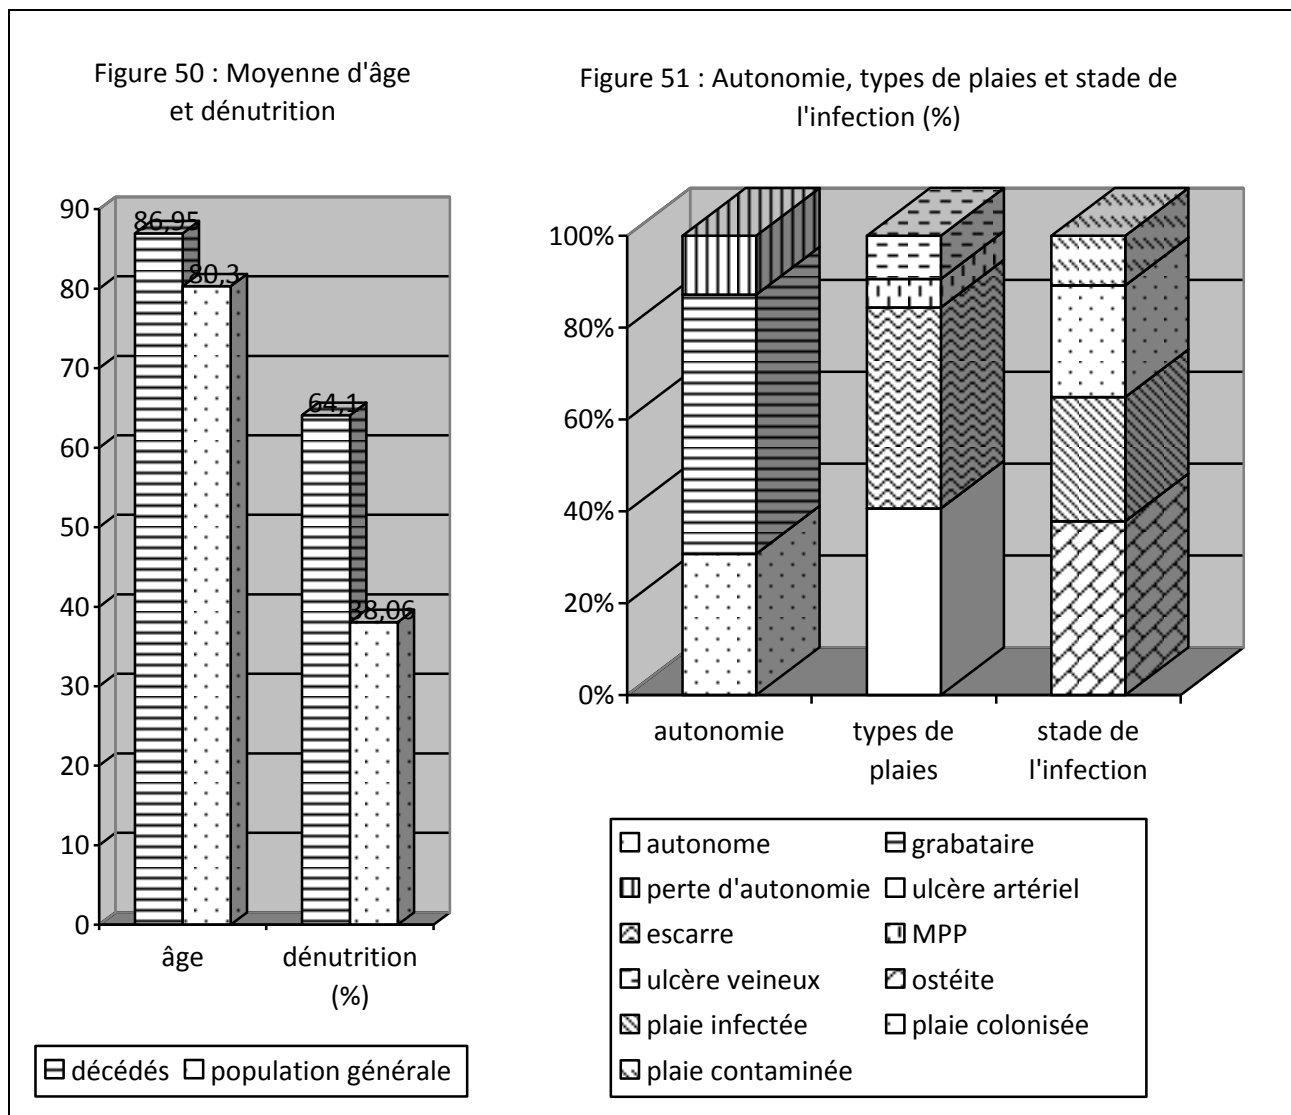 Figure 50 : Moyenne d'âge
et dénutrition
90
80
70
60
50
40
30
20
10
0
86,95
80,3
64,1
38,06
âge
dénutrition
(%)
décédés
population générale
Figure 51 : Autonomie, types de plaies et stade de
l'infection (%)
100%
80%
60%
40%
20%
0%
autonomie
types de
plaies
stade de
l'infection
autonome
grabataire
perte d'autonomie
ulcère artériel
escarre
MPP
ulcère veineux
ostéite
plaie infectée
plaie colonisée
plaie contaminée